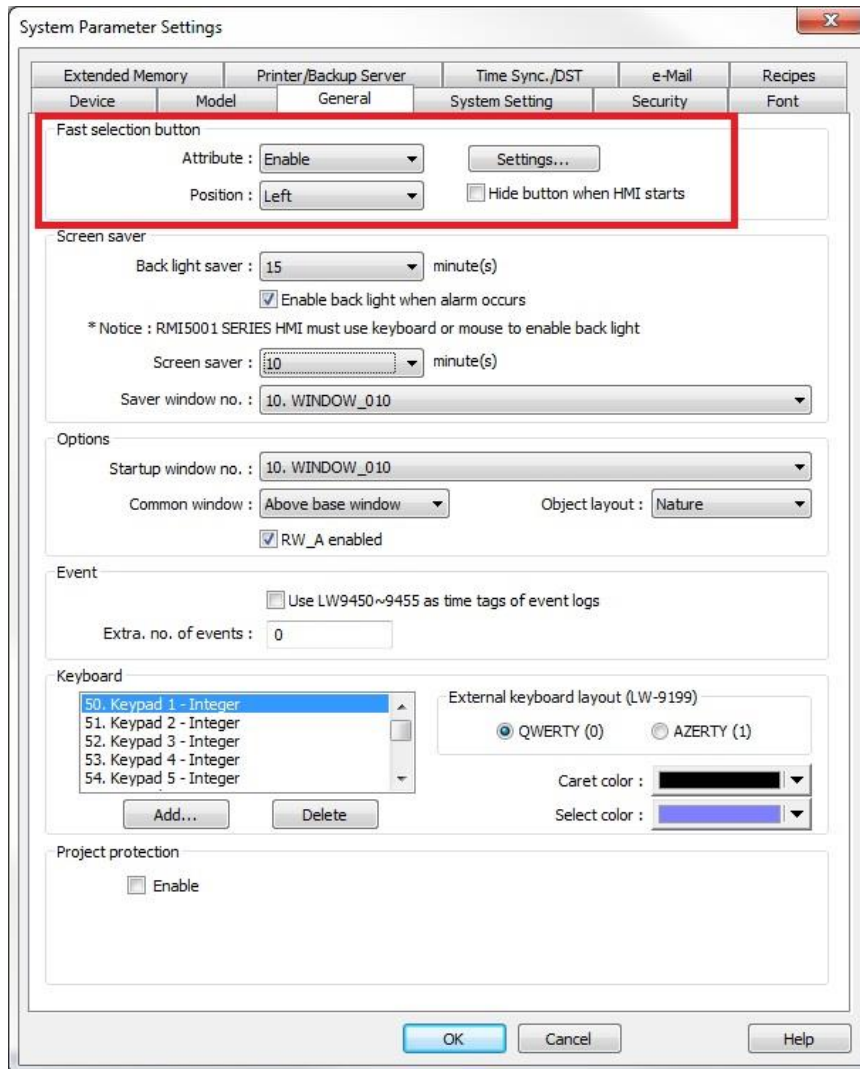 System Parameter Settings
Extended Memory Printer/Backup Server Time Sync./DST e-Mail Recipes
Device Model General System Setting Security Font
Fast selection button
Attribute : Enable Settings...
Position : Left Hide button when HMI starts
Screen saver
Back light saver : 15 minute(s)
Enable back light when alarm occurs
* Notice : RMI5001 SERIES HMI must use keyboard or mouse to enable back light
Screen saver : 10 minute(s)
Saver window no. : 10. WINDOW_010
Options
Startup window no. : 10. WINDOW_010
Common window : Above base window Object layout : Nature
RW_A enabled
Event
Use LW9450~9455 as time tags of event logs
Extra. no. of events : 0
Keyboard
50. Keypad 1 - Integer
51. Keypad 2 - Integer
52. Keypad 3 - Integer
53. Keypad 4 - Integer
54. Keypad 5 - Integer
External keyboard layout (LW-9199)
QWERTY (0) AZERTY (1)
Caret color :
Add... Delete Select color :
Project protection
Enable
OK Cancel Help